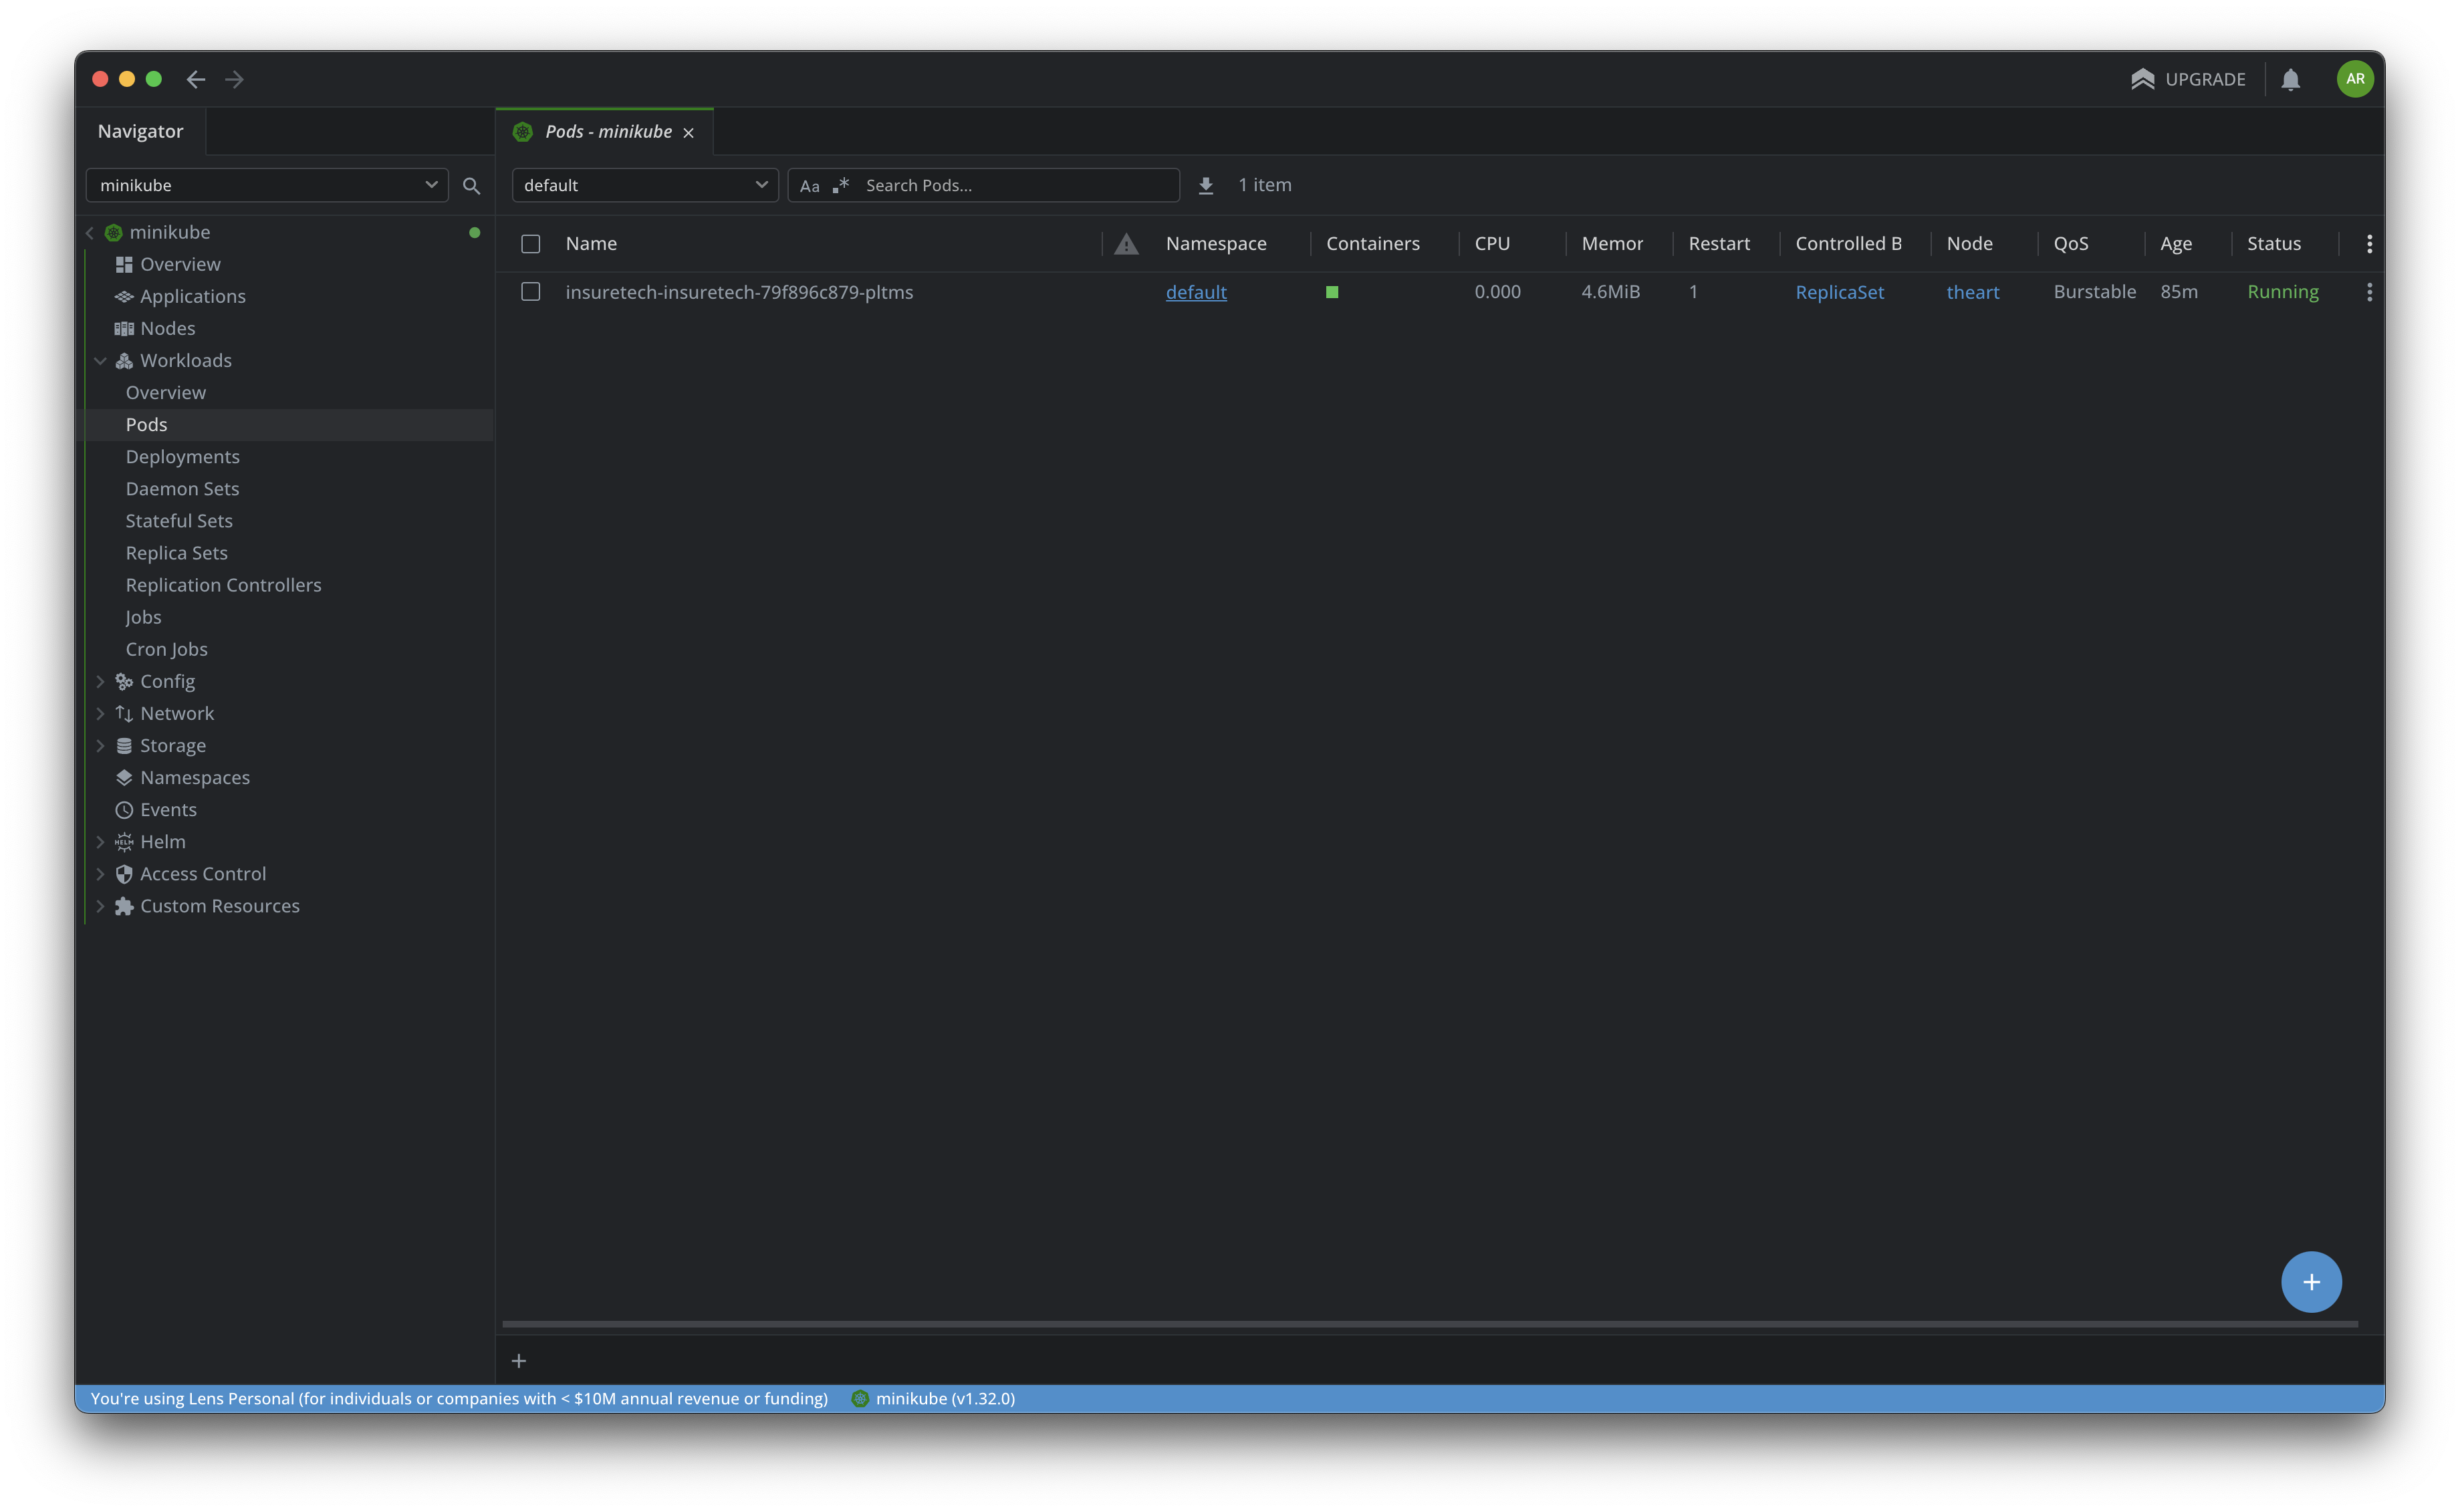 UPGRADE
AR
Navigator
Pods - minikube
minikube
default
Aa .* Search Pods...
1 item
minikube
Overview
Applications
Nodes
Workloads
Overview
Pods
Deployments
Daemon Sets
Stateful Sets
Replica Sets
Replication Controllers
Jobs
Cron Jobs
Config
Network
Storage
Namespaces
Events
HELM Helm
Access Control
Custom Resources
Name Namespace Containers CPU Memor Restart Controlled B Node QoS Age Status
insuretech-insuretech-79f896c879-pltms default 0.000 4.6MiB 1 ReplicaSet theart Burstable 85m Running
You're using Lens Personal (for individuals or companies with < $10M annual revenue or funding) minikube (v1.32.0)